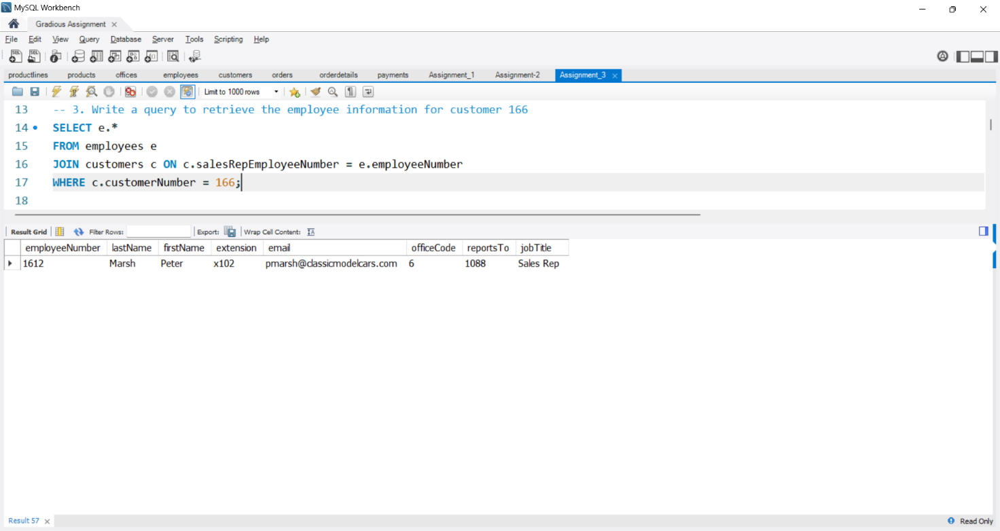 MySQL Workbench
Gradious Assignment
File Edit View Query Database Server Tools Scripting Help
productlines products offices employees customers orders orderdetails payments Assignment_1 Assignment-2 Assignment_3
Limit to 1000 rows
13 -- 3. Write a query to retrieve the employee information for customer 166
14 SELECT e.*
15 FROM employees e
16 JOIN customers c ON c.salesRepEmployeeNumber = e.employeeNumber
17 WHERE c.customerNumber = 166;
18
Result Grid Filter Rows: Export: Wrap Cell Content:
employeeNumber lastName firstName extension email officeCode reportsTo jobTitle
1612 Marsh Peter x102 pmarsh@classicmodelcars.com 6 1088 Sales Rep
Result 57 Read Only